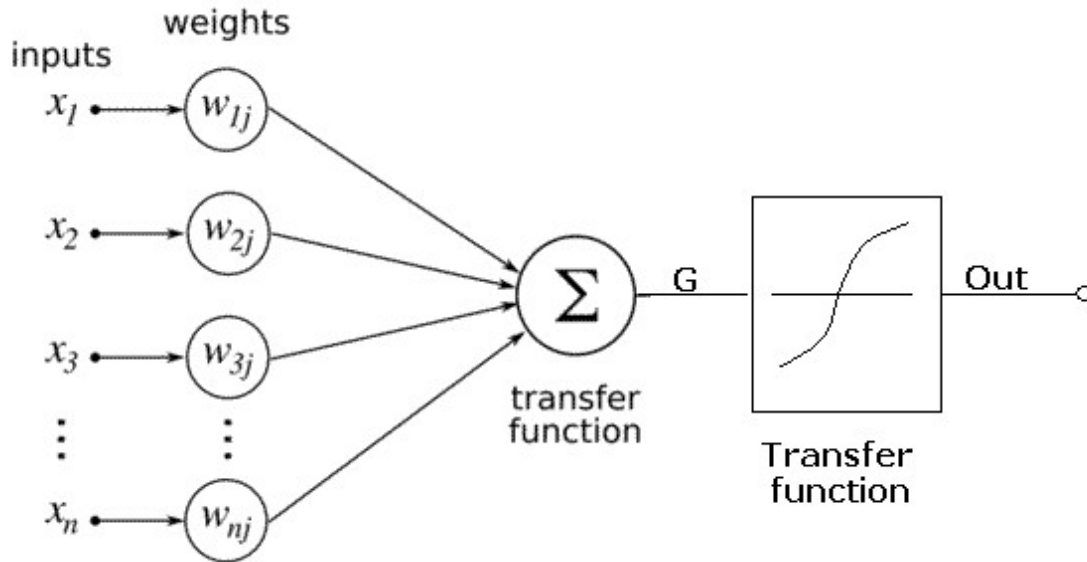 weights
inputs
x1 w1j
x2 w2j
Σ G Out
x3 w3j
transfer
function
⋮ ⋮
Transfer
function
xn wnj